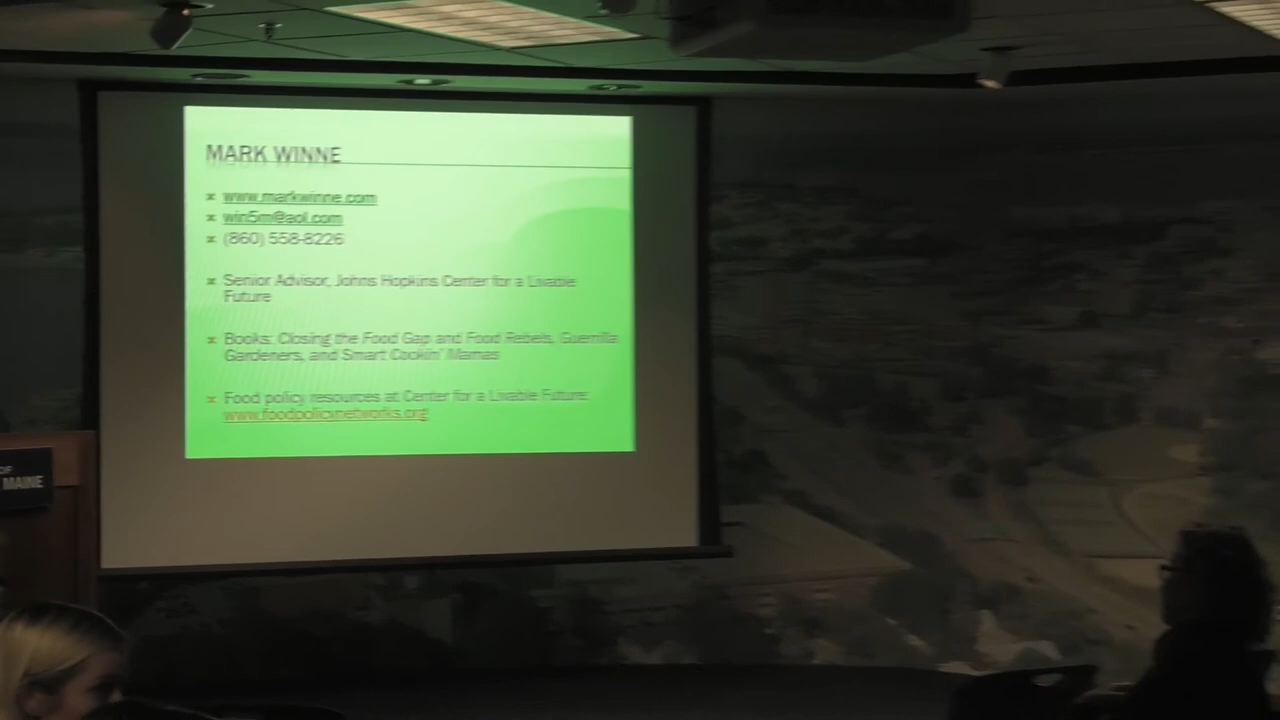 MARK WINNE
www.markwinne.com
win5m@aol.com
(860) 558-8226
Senior Advisor, Johns Hopkins Center for a Livable
Future
Books: Closing the Food Gap and Food Rebels, Guerrilla
Gardeners, and Smart Cookin' Mamas
Food policy resources at Center for a Livable Future:
www.foodpolicynetworks.org
OF
MAINE